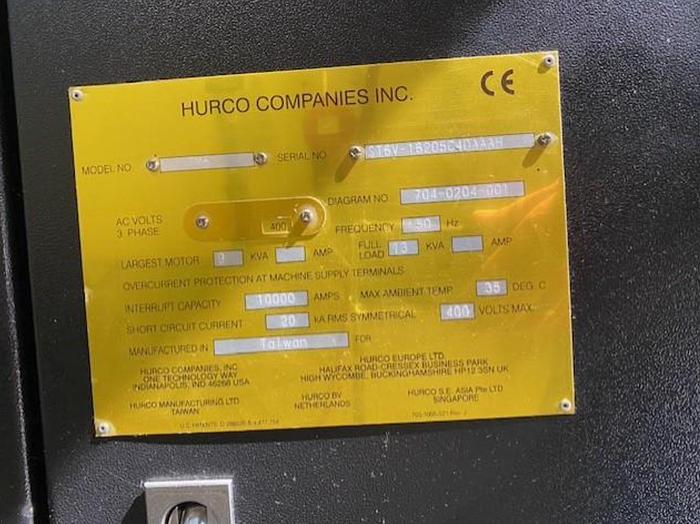 HURCO COMPANIES INC. CE
MODEL NO SERIAL NO
DIAGRAM NO. 704-0204-001
AC VOLTS
3 PHASE 400 FREQUENCY 50 Hz
LARGEST MOTOR 9 KVA AMP FULL LOAD 13 KVA AMP
OVERCURRENT PROTECTION AT MACHINE SUPPLY TERMINALS
INTERRUPT CAPACITY 10000 AMPS MAX AMBIENT TEMP. 35 DEG. C
SHORT CIRCUIT CURRENT 20 kA RMS SYMMETRICAL 400 VOLTS MAX.
MANUFACTURED IN Taiwan FOR
HURCO COMPANIES, INC
ONE TECHNOLOGY WAY
INDIANAPOLIS, IND 46268 USA
HURCO EUROPE LTD.
HALIFAX ROAD-CRESSEX BUSINESS PARK
HIGH WYCOMBE, BUCKINGHAMSHIRE HP12 3SN UK
HURCO MANUFACTURING LTD
TAIWAN
HURCO BV
NETHERLANDS
HURCO S.E. ASIA Pte LTD
SINGAPORE